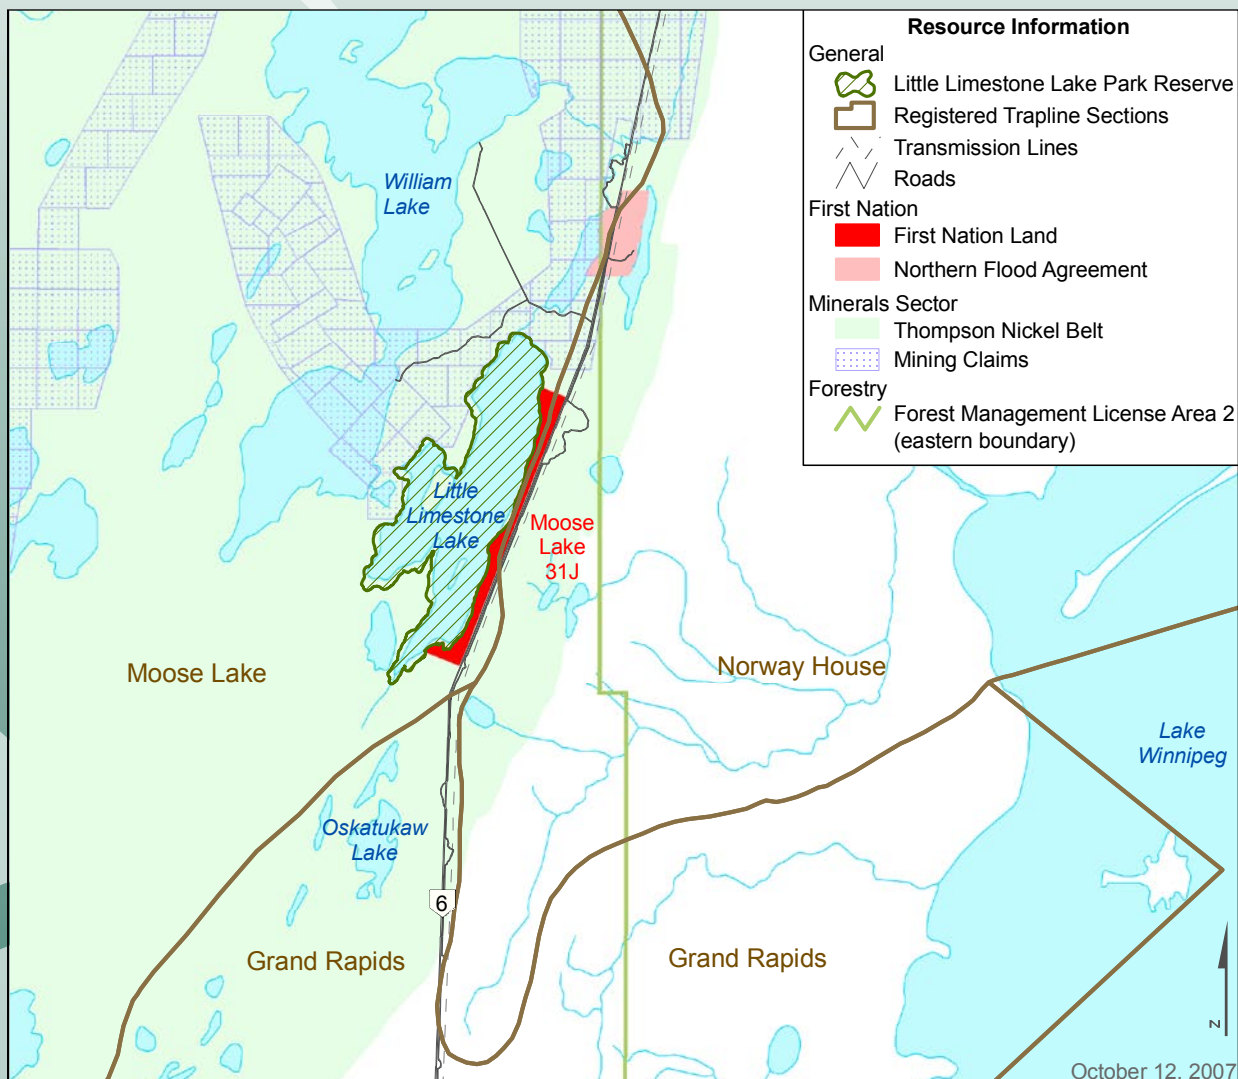 Resource Information
General
Little Limestone Lake Park Reserve
Registered Trapline Sections
Transmission Lines
Roads
First Nation
First Nation Land
Northern Flood Agreement
Minerals Sector
Thompson Nickel Belt
Mining Claims
Forestry
Forest Management License Area 2
(eastern boundary)
William
Lake
Little
Limestone
Lake
Moose
Lake
31J
Moose Lake
Norway House
Lake
Winnipeg
Oskatukaw
Lake
6
Grand Rapids
Grand Rapids
N
October 12, 2007